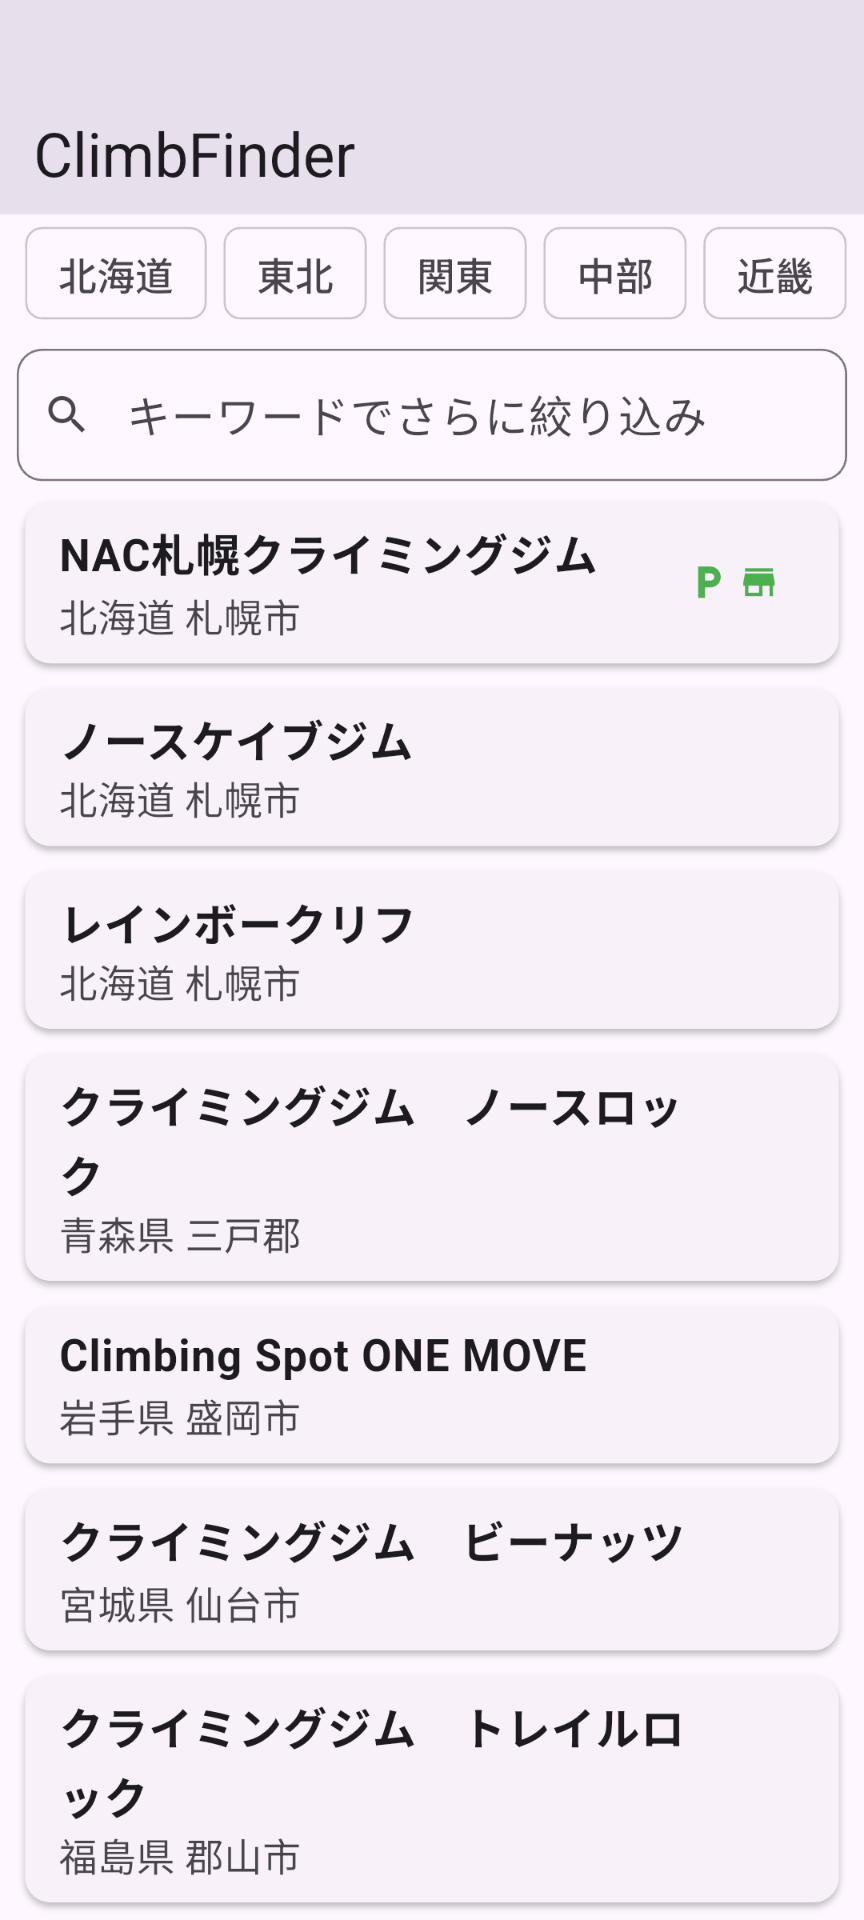 ClimbFinder
北海道 東北 関東 中部 近畿
キーワードでさらに絞り込み
NAC札幌クライミングジム
P
北海道 札幌市
ノースケイブジム
北海道 札幌市
レインボークリフ
北海道 札幌市
クライミングジム　ノースロッ
ク
青森県 三戸郡
Climbing Spot ONE MOVE
岩手県 盛岡市
クライミングジム　ビーナッツ
宮城県 仙台市
クライミングジム　トレイルロ
ック
福島県 郡山市